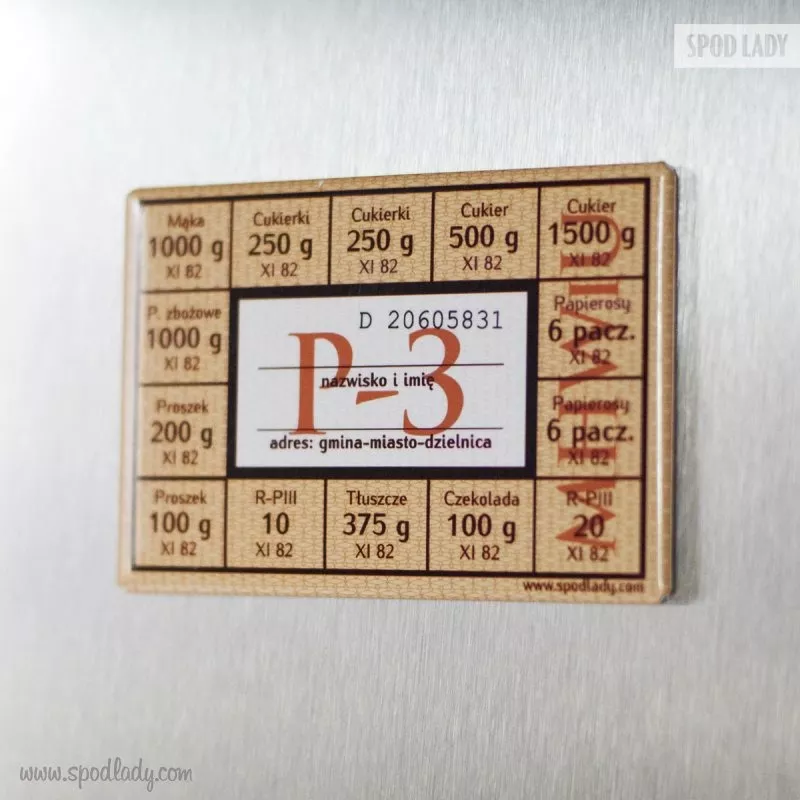 SPOD LADY
Mąka
1000 g
XI 82
Cukierki
250 g
XI 82
Cukierki
250 g
XI 82
Cukier
500 g
XI 82
Cukier
1500 g
XI 82
P. zbożowe
1000 g
XI 82
D 20605831
P-3
nazwisko i imię
adres: gmina-miasto-dzielnica
Papierosy
6 pacz.
XI 82
Proszek
200 g
XI 82
Papierosy
6 pacz.
XI 82
Proszek
100 g
XI 82
R-PIII
10
XI 82
Tłuszcze
375 g
XI 82
Czekolada
100 g
XI 82
R-PIII
20
XI 82
MIHWiU
www.spodlady.com
www.spodlady.com